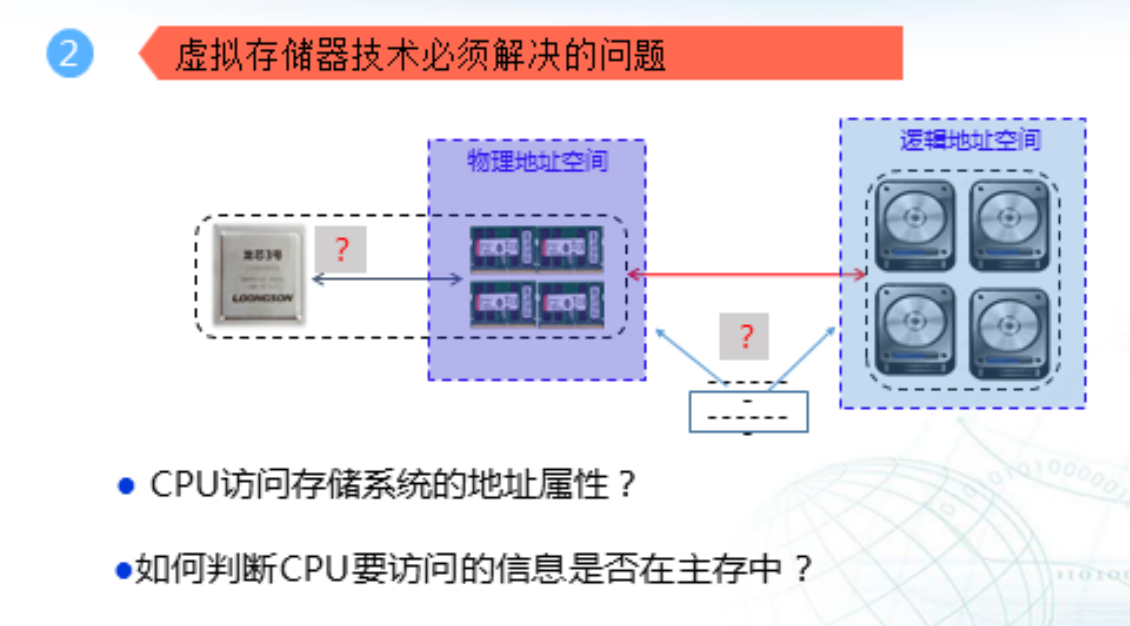 2
虚拟存储器技术必须解决的问题
物理地址空间
逻辑地址空间
龙芯3号
LOONGSON
?
?
● CPU访问存储系统的地址属性？
●如何判断CPU要访问的信息是否在主存中？